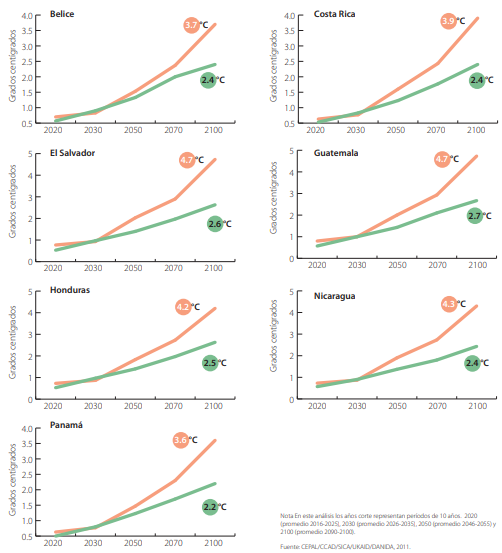 Belice
Grados centígrados
4.0
3.5
3.0
2.5
2.0
1.5
1.0
0.5
3.7 °C
2.4 °C
2020 2030 2050 2070 2100
Costa Rica
Grados centígrados
4.0
3.5
3.0
2.5
2.0
1.5
1.0
0.5
3.9 °C
2.4 °C
2020 2030 2050 2070 2100
El Salvador
Grados centígrados
5
4
3
2
1
0
4.7 °C
2.6 °C
2020 2030 2050 2070 2100
Guatemala
Grados centígrados
5
4
3
2
1
0
4.7 °C
2.7 °C
2020 2030 2050 2070 2100
Honduras
Grados centígrados
5
4
3
2
1
0
4.2 °C
2.5 °C
2020 2030 2050 2070 2100
Nicaragua
Grados centígrados
5
4
3
2
1
0
4.3 °C
2.4 °C
2020 2030 2050 2070 2100
Panamá
Grados centígrados
4.0
3.5
3.0
2.5
2.0
1.5
1.0
0.5
3.6 °C
2.2 °C
2020 2030 2050 2070 2100
Nota En este análisis los años corte representan períodos de 10 años. 2020
(promedio 2016-2025), 2030 (promedio 2026-2035), 2050 (promedio 2046-2055) y
2100 (promedio 2090-2100).
Fuente: CEPAL/CCAD/SICA/UKAID/DANIDA, 2011.